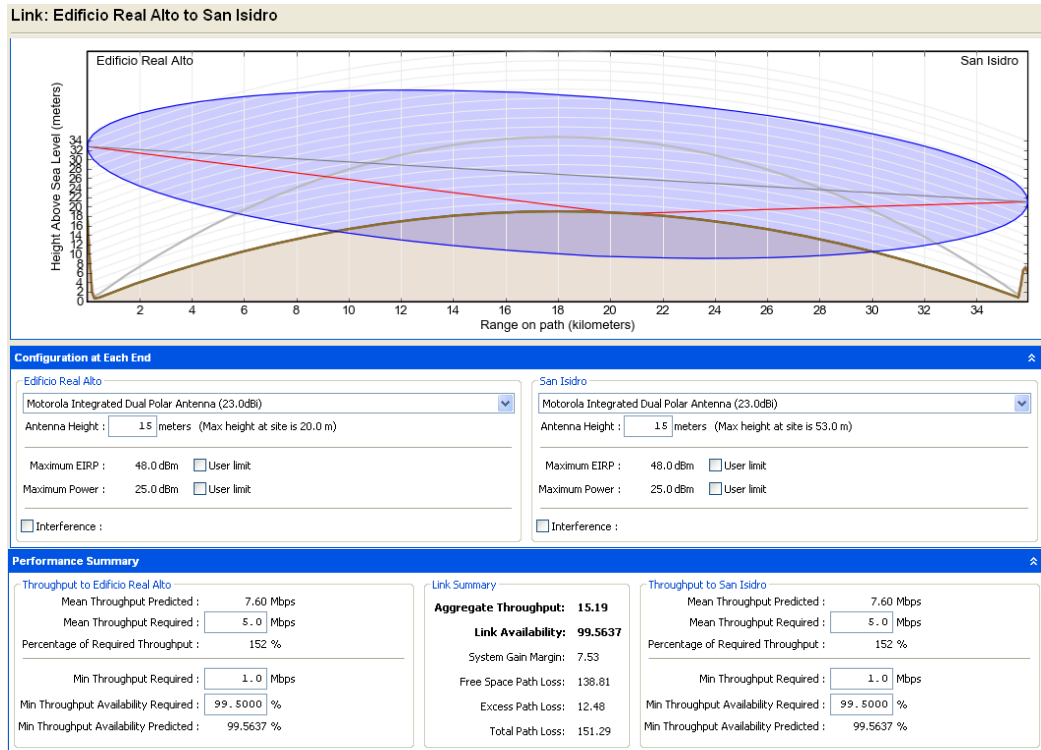 Link: Edificio Real Alto to San Isidro
Edificio Real Alto
San Isidro
Height Above Sea Level (meters)
34
32
30
28
26
24
22
20
18
16
14
12
10
8
6
4
2
0
2 4 6 8 10 12 14 16 18 20 22 24 26 28 30 32 34
Range on path (kilometers)
Configuration at Each End
Edificio Real Alto
Motorola Integrated Dual Polar Antenna (23.0dBi)
Antenna Height : 15 meters (Max height at site is 20.0 m)
Maximum EIRP : 48.0 dBm User limit
Maximum Power : 25.0 dBm User limit
Interference :
San Isidro
Motorola Integrated Dual Polar Antenna (23.0dBi)
Antenna Height : 15 meters (Max height at site is 53.0 m)
Maximum EIRP : 48.0 dBm User limit
Maximum Power : 25.0 dBm User limit
Interference :
Performance Summary
Throughput to Edificio Real Alto
Mean Throughput Predicted : 7.60 Mbps
Mean Throughput Required : 5.0 Mbps
Percentage of Required Throughput : 152 %
Min Throughput Required : 1.0 Mbps
Min Throughput Availability Required : 99.5000 %
Min Throughput Availability Predicted : 99.5637 %
Link Summary
Aggregate Throughput: 15.19
Link Availability: 99.5637
System Gain Margin: 7.53
Free Space Path Loss: 138.81
Excess Path Loss: 12.48
Total Path Loss: 151.29
Throughput to San Isidro
Mean Throughput Predicted : 7.60 Mbps
Mean Throughput Required : 5.0 Mbps
Percentage of Required Throughput : 152 %
Min Throughput Required : 1.0 Mbps
Min Throughput Availability Required : 99.5000 %
Min Throughput Availability Predicted : 99.5637 %